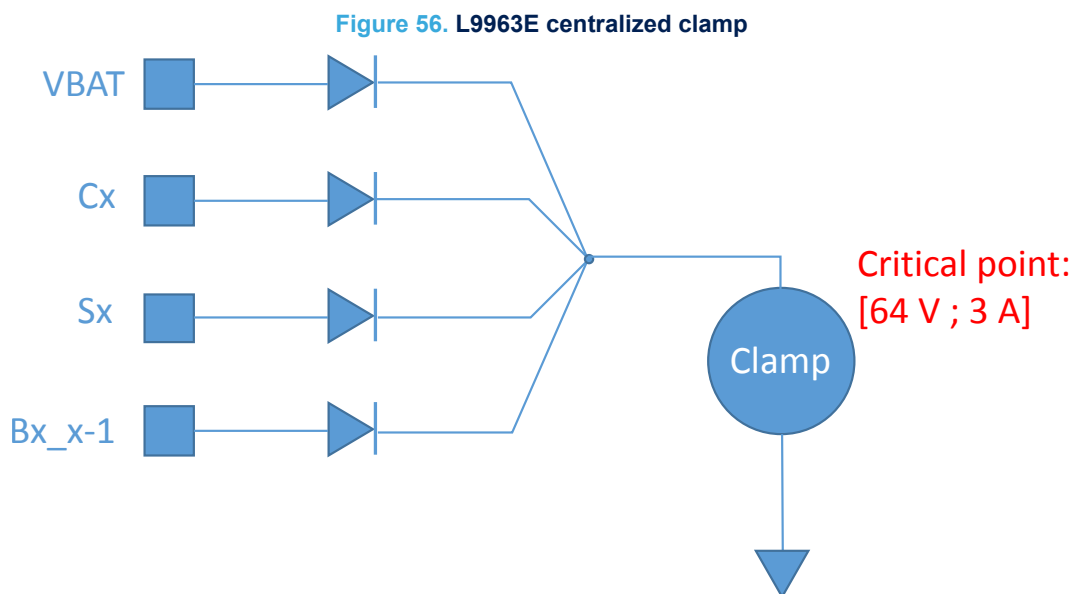 Figure 56. L9963E centralized clamp
VBAT
Cx
Sx
Bx_x-1
Critical point:
[64 V ; 3 A]
Clamp